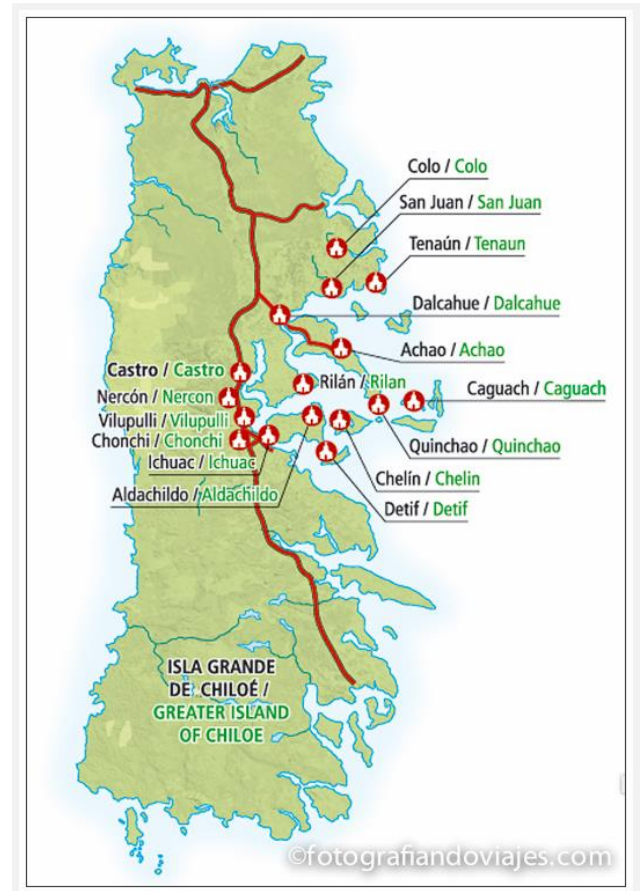 Colo / Colo
San Juan / San Juan
Tenaún / Tenaun
Dalcahue / Dalcahue
Achao / Achao
Castro / Castro
Rilán / Rilan
Nercón / Nercon
Caguach / Caguach
Vilupulli / Vilupulli
Chonchi / Chonchi
Quinchao / Quinchao
Ichuac / Ichuac
Chelín / Chelin
Aldachildo / Aldachildo
Detif / Detif
ISLA GRANDE
DE CHILOÉ /
GREATER ISLAND
OF CHILOE
©fotografiandoviajes.com